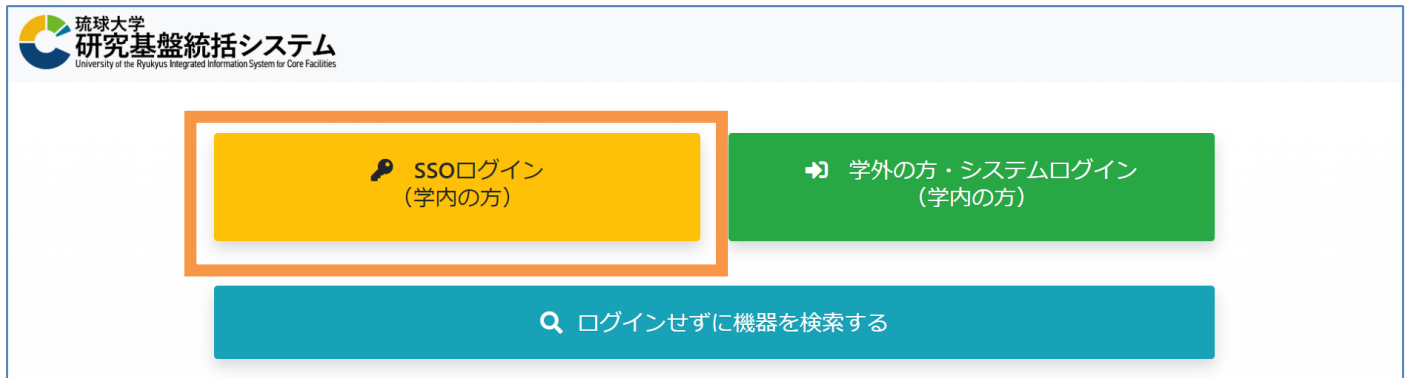 琉球大学
研究基盤統括システム
University of the Ryukyus Integrated Information System for Core Facilities
SSOログイン
（学内の方）
学外の方・システムログイン
（学内の方）
ログインせずに機器を検索する